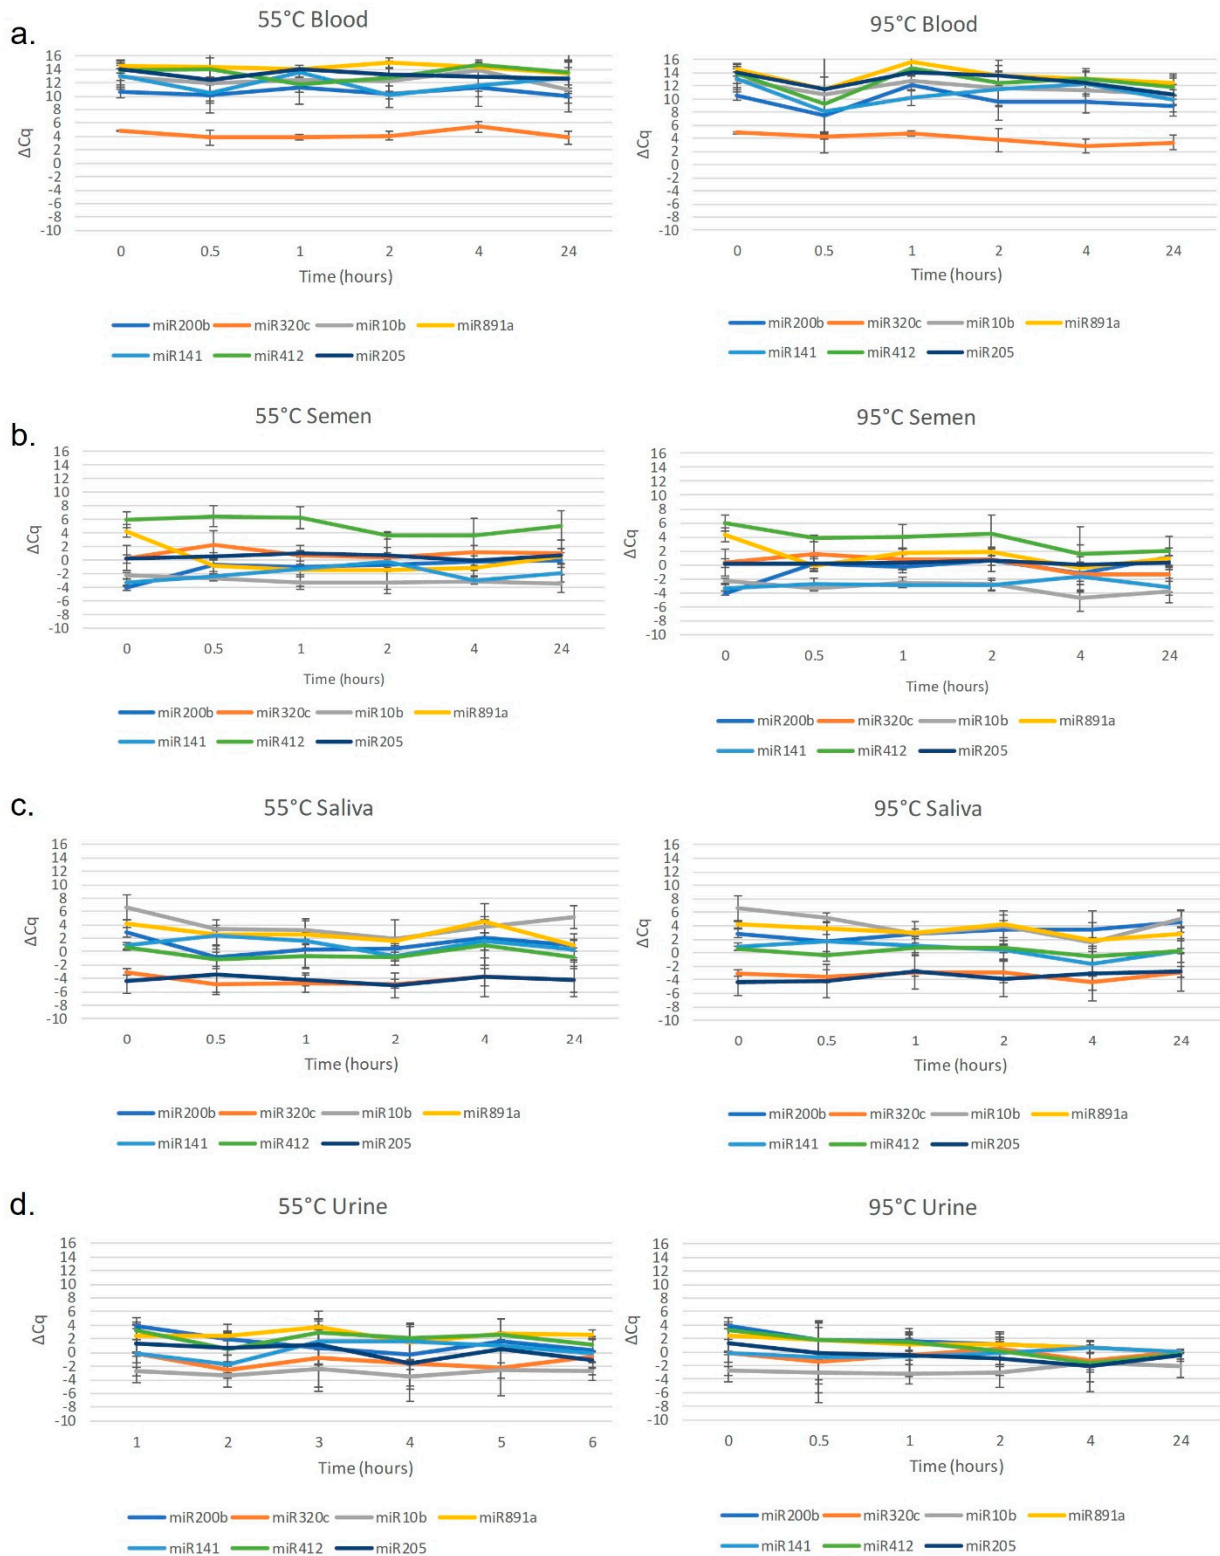 a.
55°C Blood
16
14
12
10
8
6
4
2
0
-2
-4
-6
-8
-10
ΔCq
0 0.5 1 2 4 24
Time (hours)
miR200b miR320c miR10b miR891a
miR141 miR412 miR205
95°C Blood
16
14
12
10
8
6
4
2
0
-2
-4
-6
-8
-10
ΔCq
0 0.5 1 2 4 24
Time (hours)
miR200b miR320c miR10b miR891a
miR141 miR412 miR205
b.
55°C Semen
16
14
12
10
8
6
4
2
0
-2
-4
-6
-8
-10
ΔCq
0 0.5 1 2 4 24
Time (hours)
miR200b miR320c miR10b miR891a
miR141 miR412 miR205
95°C Semen
16
14
12
10
8
6
4
2
0
-2
-4
-6
-8
-10
ΔCq
0 0.5 1 2 4 24
Time (hours)
miR200b miR320c miR10b miR891a
miR141 miR412 miR205
c.
55°C Saliva
16
14
12
10
8
6
4
2
0
-2
-4
-6
-8
-10
ΔCq
0 0.5 1 2 4 24
Time (hours)
miR200b miR320c miR10b miR891a
miR141 miR412 miR205
95°C Saliva
16
14
12
10
8
6
4
2
0
-2
-4
-6
-8
-10
ΔCq
0 0.5 1 2 4 24
Time (hours)
miR200b miR320c miR10b miR891a
miR141 miR412 miR205
d.
55°C Urine
16
14
12
10
8
6
4
2
0
-2
-4
-6
-8
-10
ΔCq
1 2 3 4 5 6
Time (hours)
miR200b miR320c miR10b miR891a
miR141 miR412 miR205
95°C Urine
16
14
12
10
8
6
4
2
0
-2
-4
-6
-8
-10
ΔCq
0 0.5 1 2 4 24
Time (hours)
miR200b miR320c miR10b miR891a
miR141 miR412 miR205